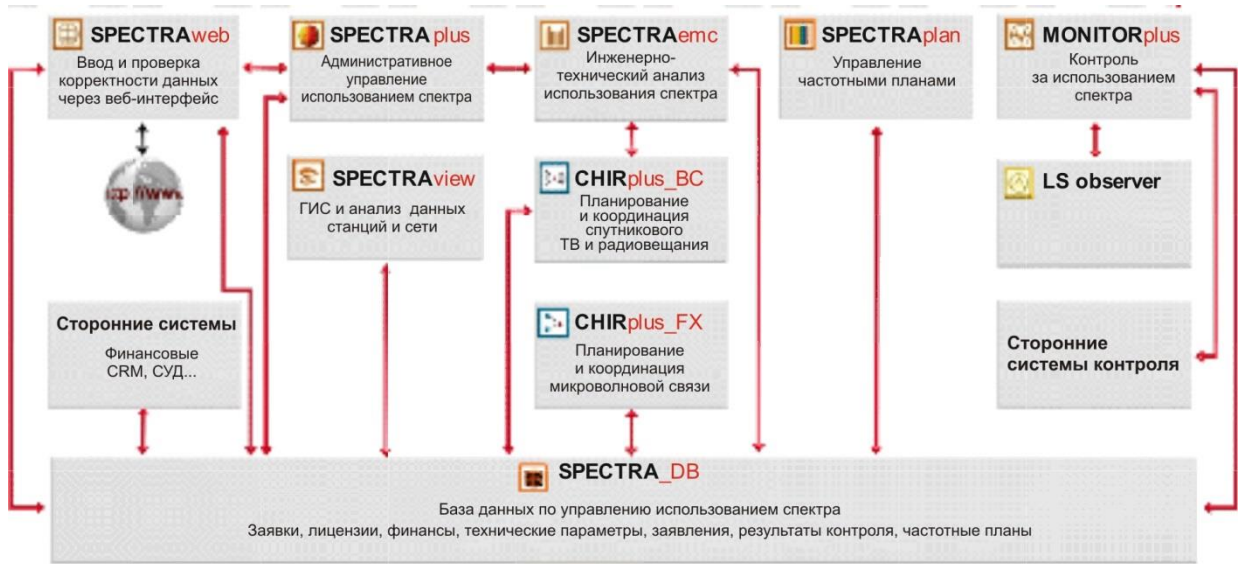 SPECTRAweb
Ввод и проверка
корректности данных
через веб-интерфейс
SPECTRA plus
Административное
управление
использованием спектра
SPECTRAemc
Инженерно-
технический анализ
использования спектра
SPECTRAplan
Управление
частотными планами
MONITORplus
Контроль
за использованием
спектра
SPECTRAview
ГИС и анализ данных
станций и сети
CHIRplus_BC
Планирование
и координация
спутникового
ТВ и радиовещания
LS observer
Сторонние системы
Финансовые
CRM, СУД...
CHIRplus_FX
Планирование
и координация
микроволновой связи
Сторонние
системы контроля
SPECTRA_DB
База данных по управлению использованием спектра
Заявки, лицензии, финансы, технические параметры, заявления, результаты контроля, частотные планы